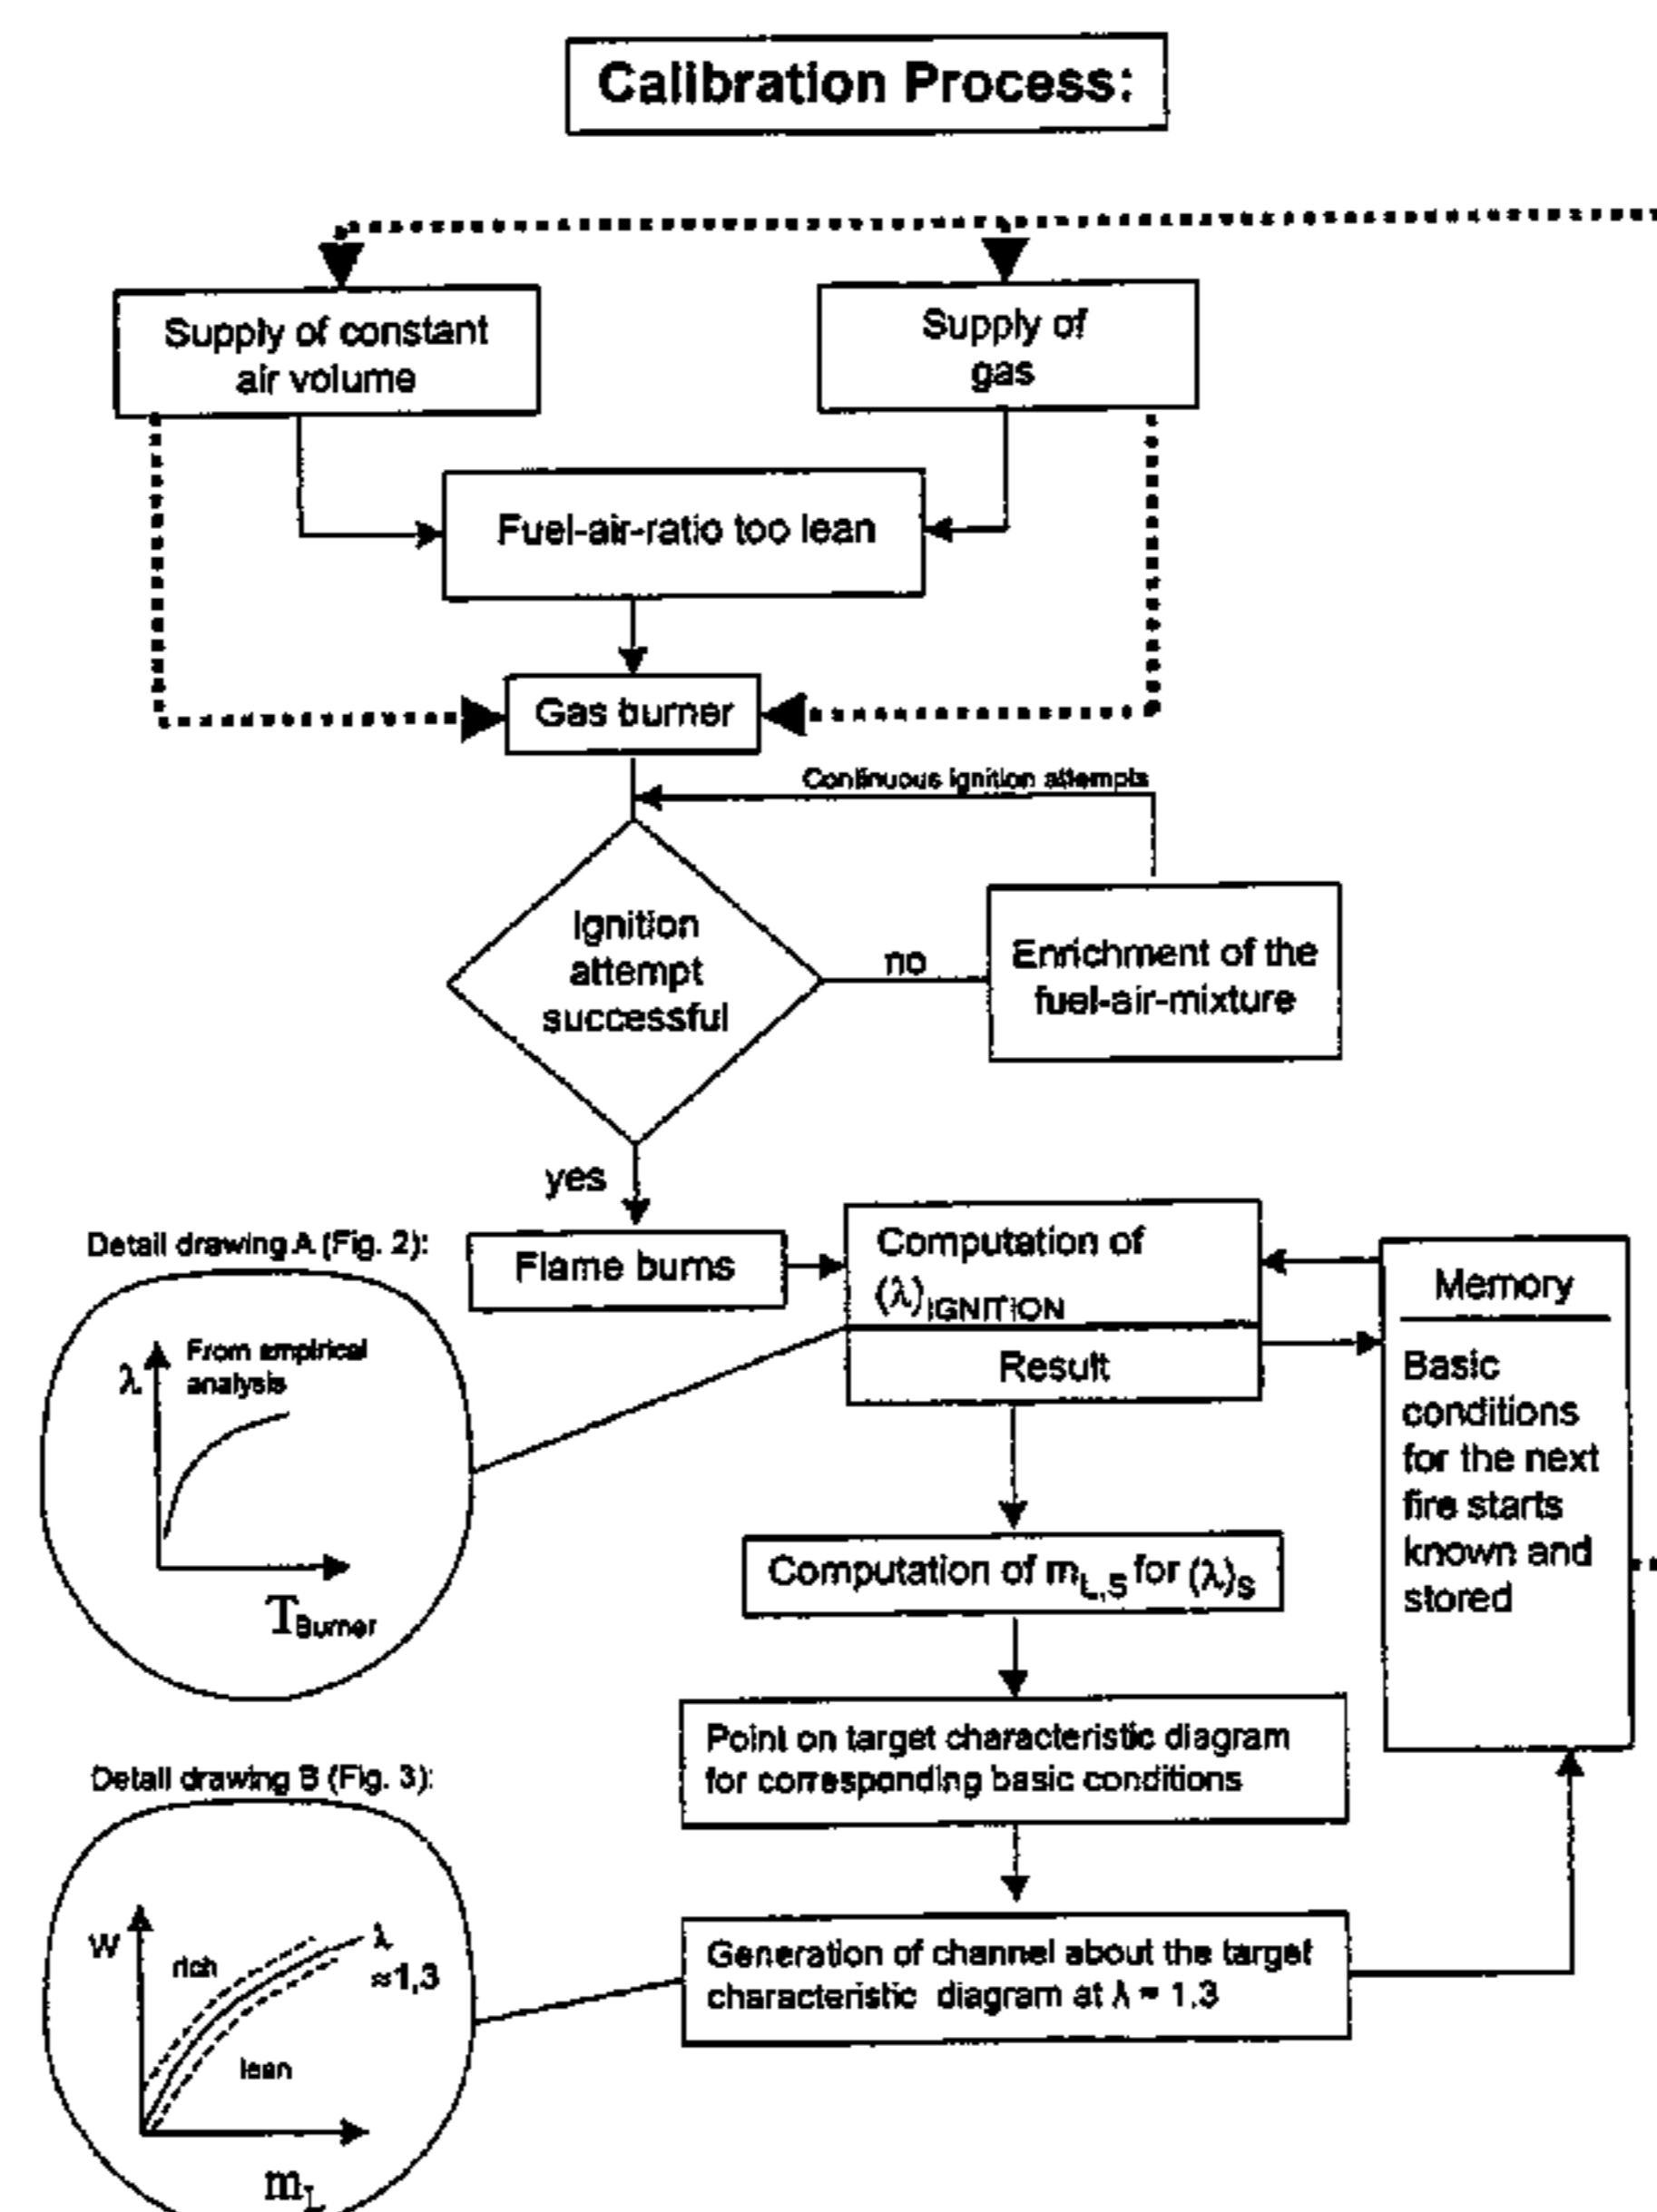 Calibration Process:
Supply of constant
air volume
Supply of
gas
Fuel-air-ratio too lean
Gas burner
Continuous ignition attempts
Ignition
attempt
successful
no
Enrichment of the
fuel-air-mixture
yes
Flame burns
Computation of
(λ)IGNITION
Result
Memory
Basic
conditions
for the next
fire starts
known and
stored
Detail drawing A (Fig. 2):
λ
From empirical
analysis
TBurner
Computation of mL,S for (λ)S
Point on target characteristic diagram
for corresponding basic conditions
Detail drawing B (Fig. 3):
W
rich
λ
≈1,3
lean
mL
Generation of channel about the target
characteristic diagram at λ = 1,3